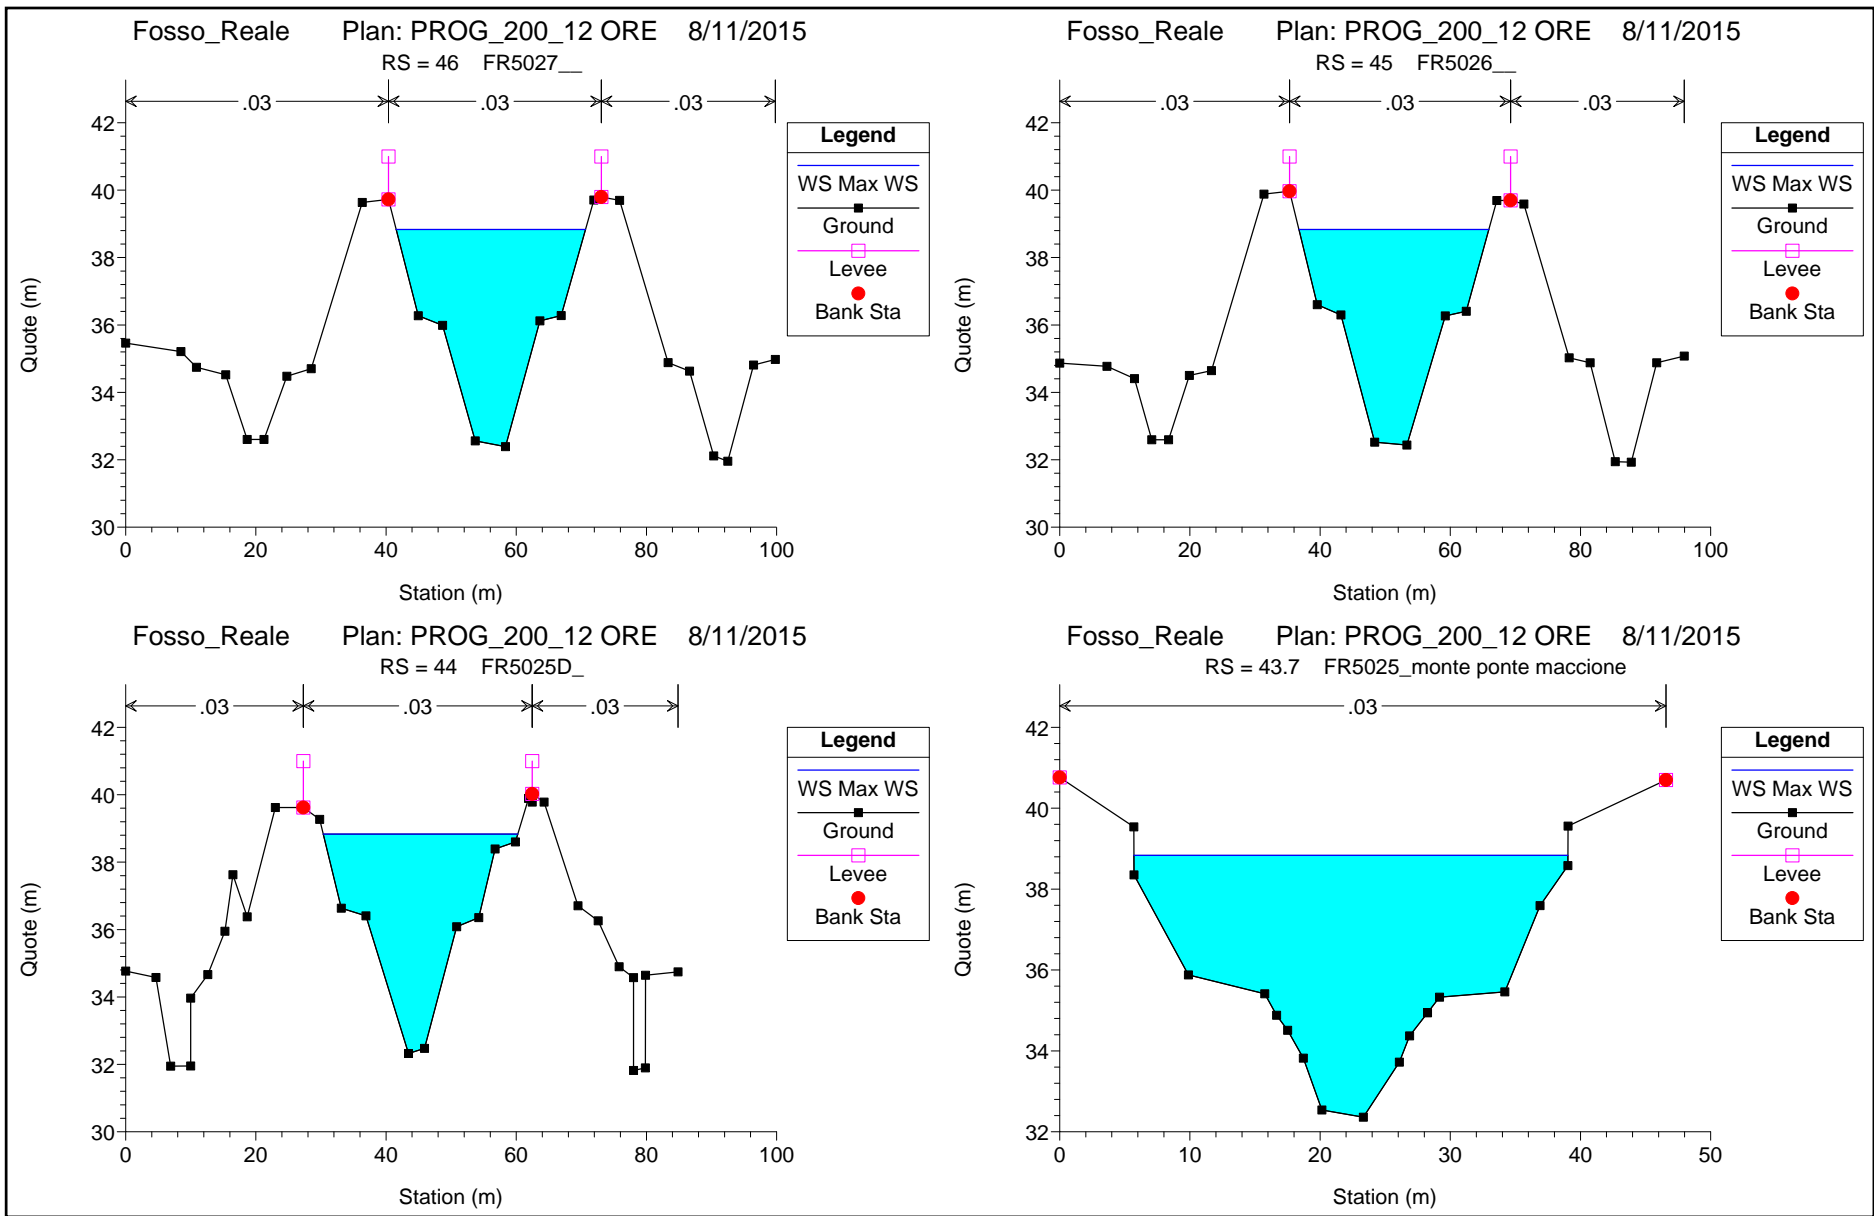 Fosso_Reale Plan: PROG_200_12 ORE 8/11/2015
RS = 46 FR5027__
.03 .03 .03
42
40
38
36
34
32
30
0 20 40 60 80 100
Quote (m)
Station (m)
Legend
WS Max WS
Ground
Levee
Bank Sta
Fosso_Reale Plan: PROG_200_12 ORE 8/11/2015
RS = 45 FR5026__
.03 .03 .03
42
40
38
36
34
32
30
0 20 40 60 80 100
Quote (m)
Station (m)
Legend
WS Max WS
Ground
Levee
Bank Sta
Fosso_Reale Plan: PROG_200_12 ORE 8/11/2015
RS = 44 FR5025D_
.03 .03 .03
42
40
38
36
34
32
30
0 20 40 60 80 100
Quote (m)
Station (m)
Legend
WS Max WS
Ground
Levee
Bank Sta
Fosso_Reale Plan: PROG_200_12 ORE 8/11/2015
RS = 43.7 FR5025_monte ponte maccione
.03
42
40
38
36
34
32
0 10 20 30 40 50
Quote (m)
Station (m)
Legend
WS Max WS
Ground
Levee
Bank Sta